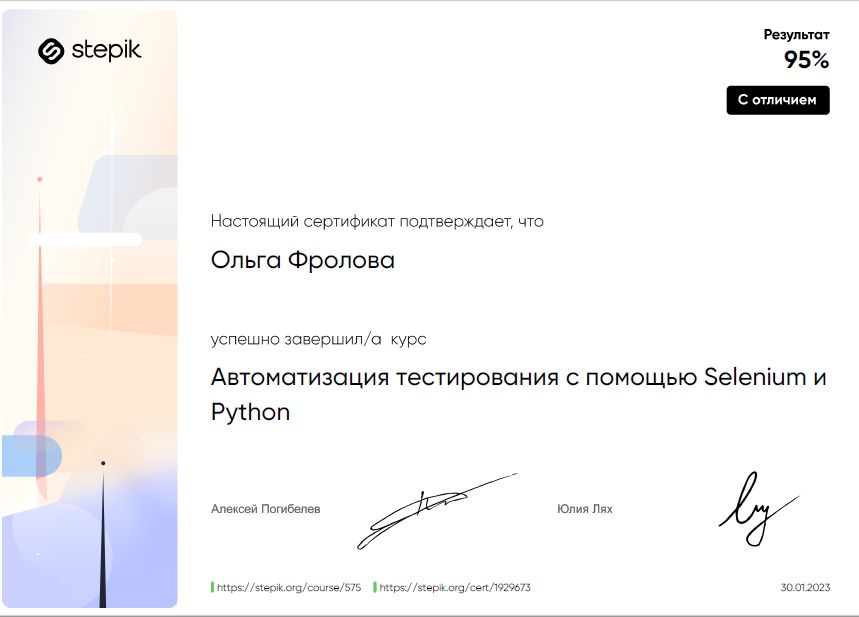 stepik
Результат
95%
С отличием
Настоящий сертификат подтверждает, что
Ольга Фролова
успешно завершил/а курс
Автоматизация тестирования с помощью Selenium и
Python
Алексей Погибелев
Юлия Лях
https://stepik.org/course/575 https://stepik.org/cert/1929673
30.01.2023